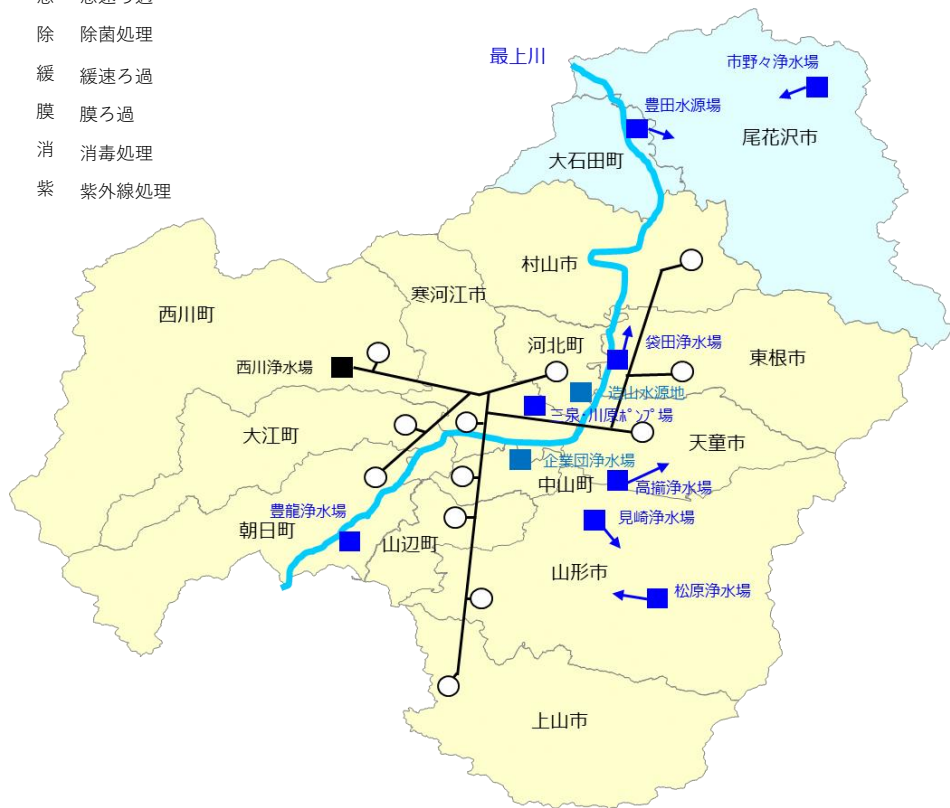 除 除菌処理
緩 緩速ろ過
膜 膜ろ過
消 消毒処理
紫 紫外線処理
最上川
市野々浄水場
豊田水源場
尾花沢市
大石田町
村山市
寒河江市
西川町
河北町
袋田浄水場
東根市
西川浄水場
造山水源地
三泉・川原ポンプ場
大江町
天童市
企業団浄水場
中山町
高揃浄水場
豊龍浄水場
見崎浄水場
朝日町
山辺町
山形市
松原浄水場
上山市